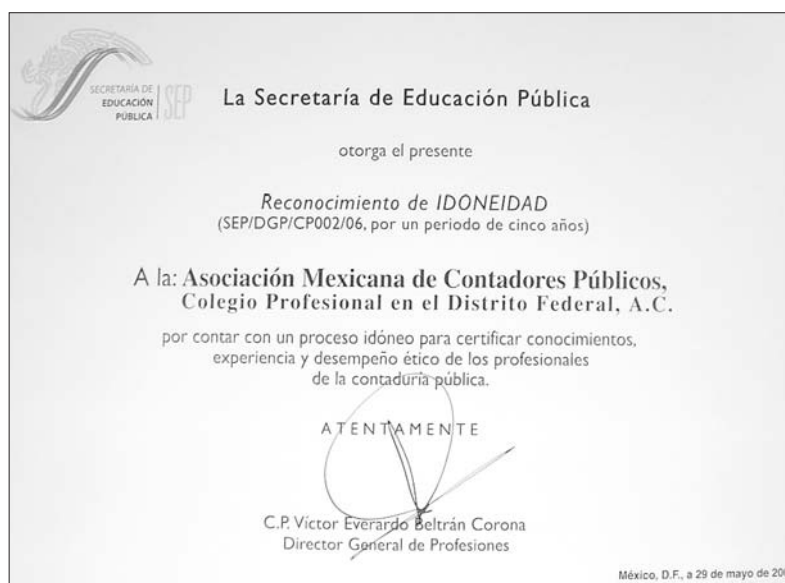 SECRETARÍA DE
EDUCACIÓN
PÚBLICA
SEP
La Secretaría de Educación Pública
otorga el presente
Reconocimiento de IDONEIDAD
(SEP/DGP/CP002/06, por un periodo de cinco años)
A la: Asociación Mexicana de Contadores Públicos,
Colegio Profesional en el Distrito Federal, A.C.
por contar con un proceso idóneo para certificar conocimientos,
experiencia y desempeño ético de los profesionales
de la contaduría pública.
ATENTAMENTE
C.P. Víctor Everardo Beltrán Corona
Director General de Profesiones
México, D.F., a 29 de mayo de